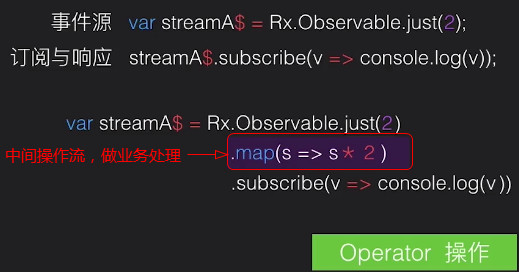 事件源 var streamA$ = Rx.Observable.just(2);
订阅与响应 streamA$.subscribe(v => console.log(v));
var streamA$ = Rx.Observable.just(2)
中间操作流，做业务处理 .map(s => s * 2 )
.subscribe(v => console.log(v))
Operator 操作